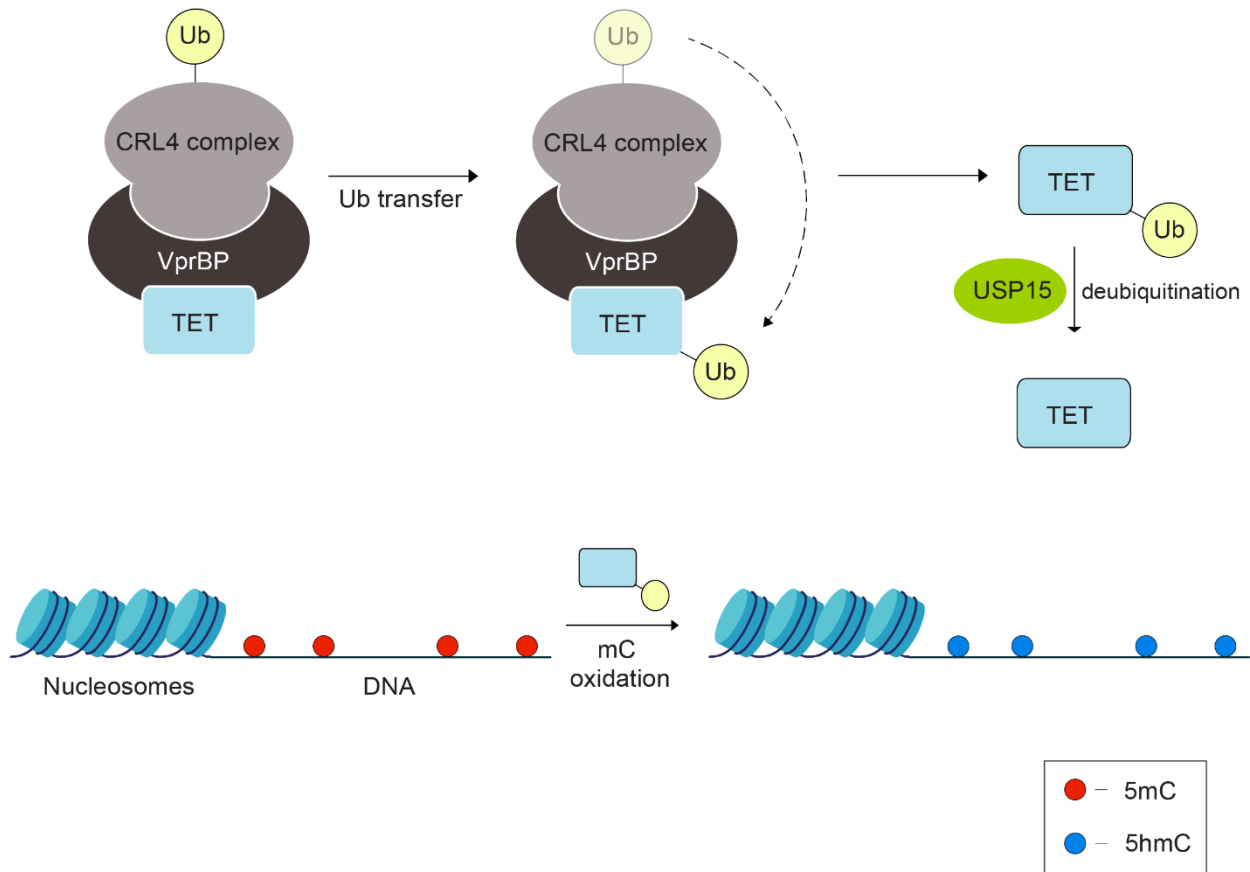 Ub
CRL4 complex
VprBP
TET
Ub transfer
Ub
CRL4 complex
VprBP
TET
Ub
TET
Ub
USP15
deubiquitination
TET
Nucleosomes
DNA
mC
oxidation
– 5mC
– 5hmC